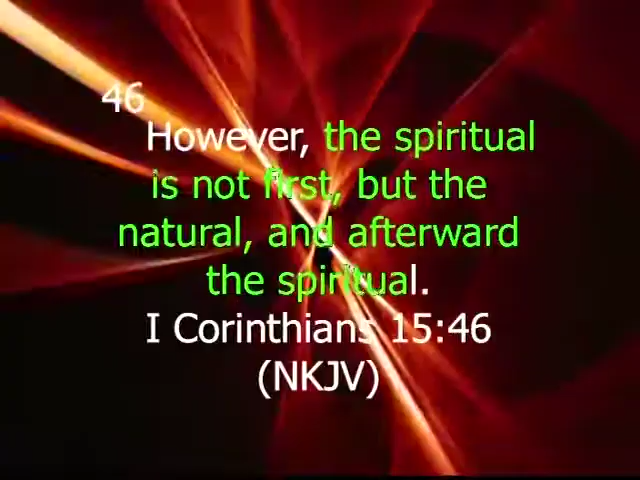 46
However, the spiritual
is not first, but the
natural, and afterward
the spiritual.
I Corinthians 15:46
(NKJV)